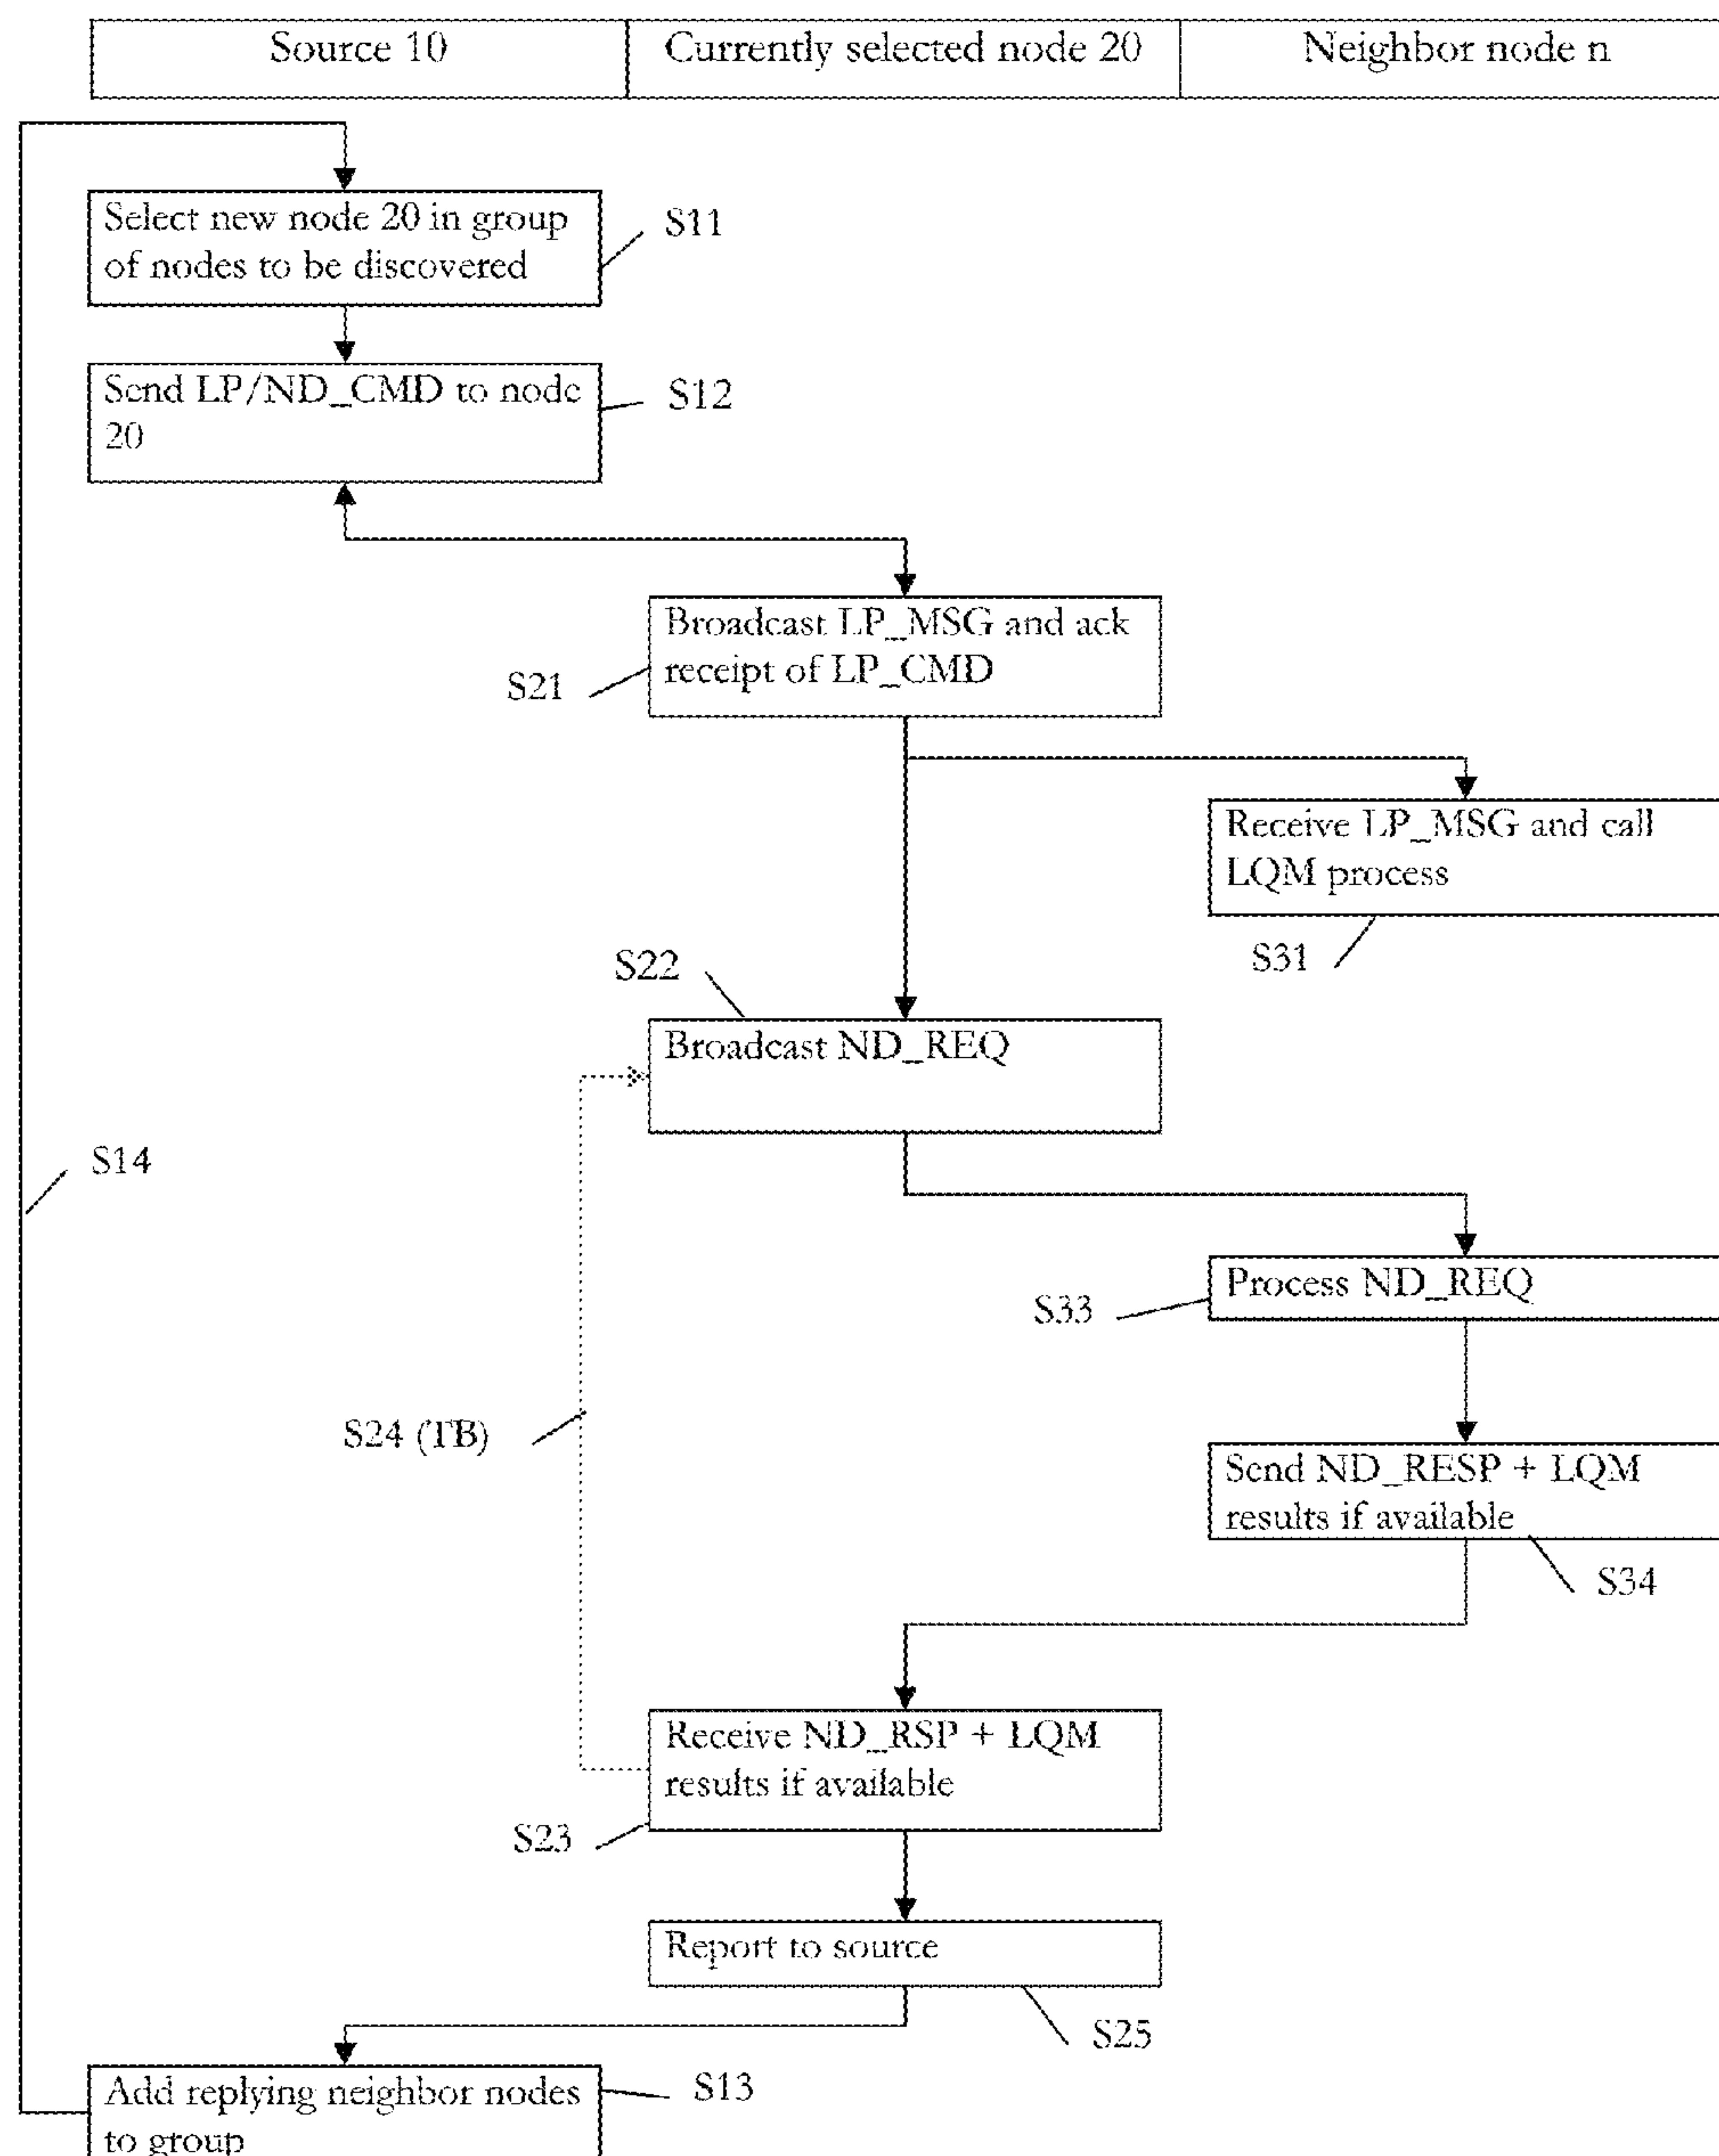 Source 10
Currently selected node 20
Neighbor node n
Select new node 20 in group
of nodes to be discovered
S11
Send LP/ND_CMD to node
20
S12
Broadcast LP_MSG and ack
receipt of LP_CMD
S21
Receive LP_MSG and call
LQM process
S31
S22
Broadcast ND_REQ
S14
Process ND_REQ
S33
S24 (TB)
Send ND_RESP + LQM
results if available
S34
Receive ND_RSP + LQM
results if available
S23
Report to source
S25
Add replying neighbor nodes
to group
S13